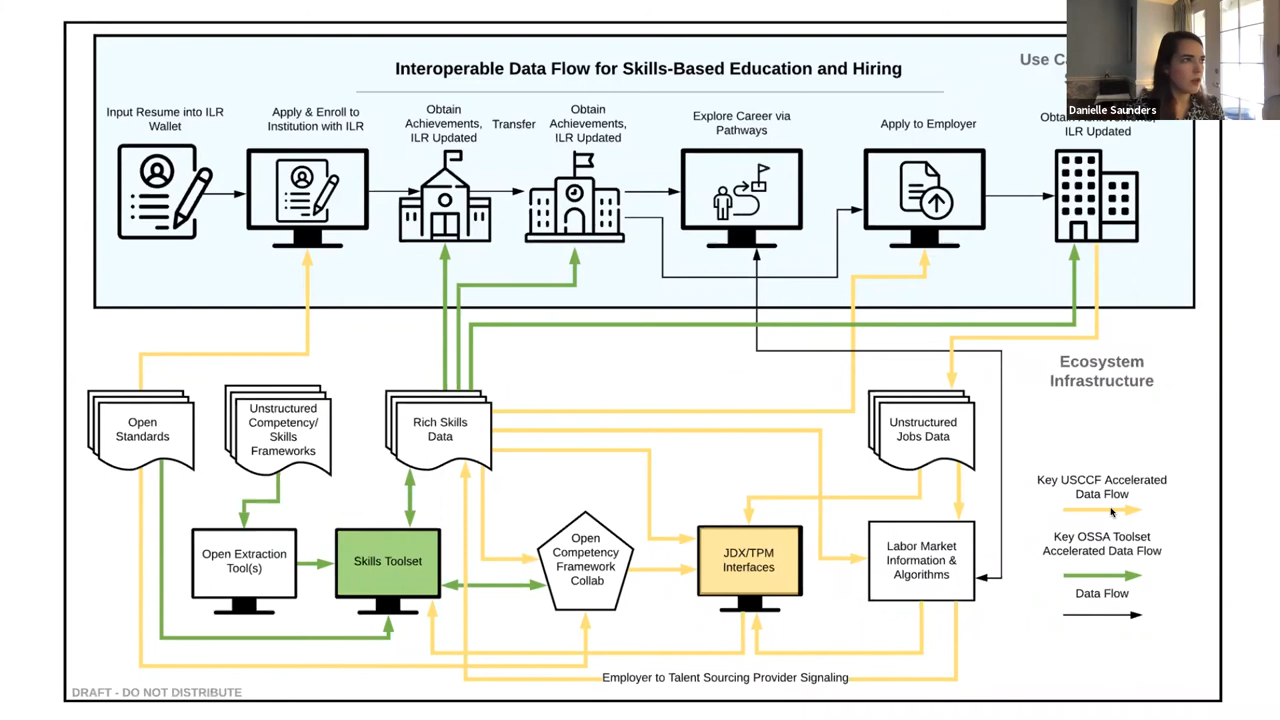 Interoperable Data Flow for Skills-Based Education and Hiring
Use
Danielle Saunders
Input Resume into ILR
Wallet
Apply & Enroll to
Institution with ILR
Obtain
Achievements,
ILR Updated
Transfer
Obtain
Achievements,
ILR Updated
Explore Career via
Pathways
Apply to Employer
ILR Updated
Ecosystem
Infrastructure
Open
Standards
Unstructured
Competency/
Skills
Frameworks
Rich Skills
Data
Unstructured
Jobs Data
Open Extraction
Tool(s)
Skills Toolset
Open
Competency
Framework
Collab
JDX/TPM
Interfaces
Labor Market
Information &
Algorithms
Key USCCF Accelerated
Data Flow
Key OSSA Toolset
Accelerated Data Flow
Data Flow
Employer to Talent Sourcing Provider Signaling
DRAFT - DO NOT DISTRIBUTE